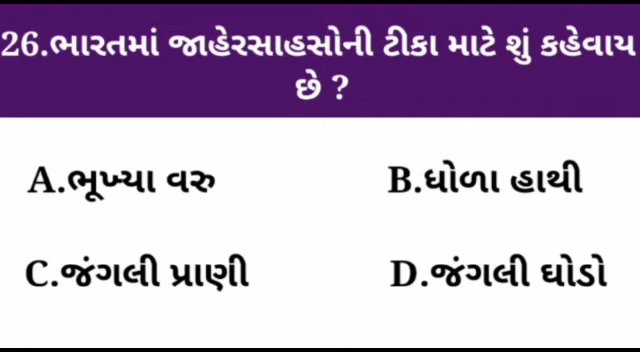 26.ભારતમાં જાહેરસાહસોની ટીકા માટે શું કહેવાય
છે ?
A.ભૂખ્યા વરુ
B.ધોળા હાથી
C.જંગલી પ્રાણી
D.જંગલી ઘોડો